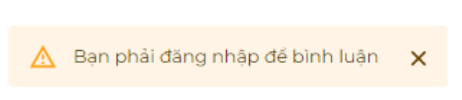 Bạn phải đăng nhập để bình luận